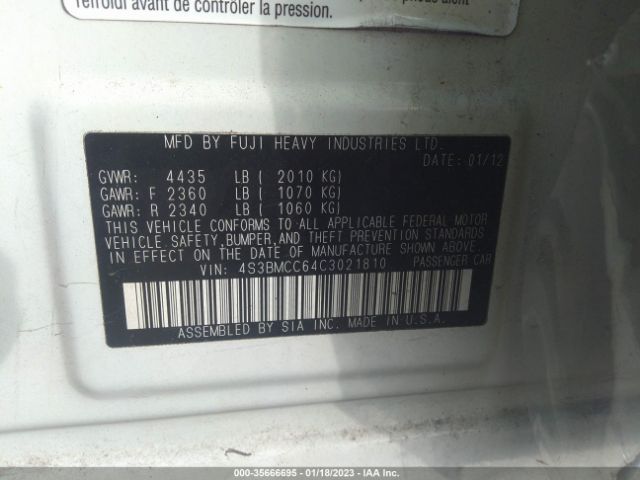 refroidi avant de contrôler la pression.
MFD BY FUJI HEAVY INDUSTRIES LTD.
DATE: 01/12
GVWR: 4435 LB ( 2010 KG)
GAWR: F 2360 LB ( 1070 KG)
GAWR: R 2340 LB ( 1060 KG)
THIS VEHICLE CONFORMS TO ALL APPLICABLE FEDERAL MOTOR
VEHICLE SAFETY,BUMPER,AND THEFT PREVENTION STANDARDS
IN EFFECT ON THE DATE OF MANUFACTURE SHOWN ABOVE.
VIN: 4S3BMCC64C3021810 PASSENGER CAR
ASSEMBLED BY SIA INC. MADE IN U.S.A.
000-35666695 - 01/18/2023 - IAA Inc.